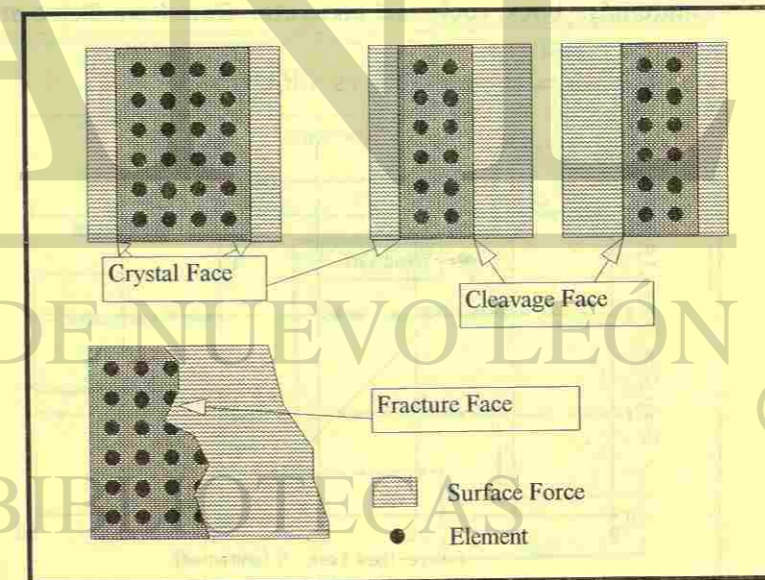 Crystal Face
Cleavage Face
DE NUEVO LEÓN
Fracture Face
Surface Force
BIBLIOTECAS
Element